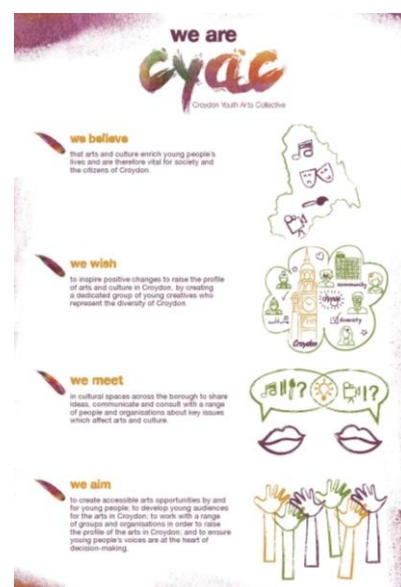 we are
cyac
Croydon Youth Arts Collective
we believe
that arts and culture enrich young people's
lives and are therefore vital for society and
the citizens of Croydon.
we wish
to inspire positive changes to raise the profile
of arts and culture in Croydon, by creating
a dedicated group of young creatives who
represent the diversity of Croydon.
community
cyac
culture
diversity
Croydon
we meet
in cultural spaces across the borough to share
ideas, communicate and consult with a range
of people and organisations about key issues
which affect arts and culture.
?
!?
we aim
to create accessible arts opportunities by and
for young people; to develop young audiences
for the arts in Croydon; to work with a range
of groups and organisations in order to raise
the profile of the arts in Croydon, and to ensure
young people's voices are at the heart of
decision-making.